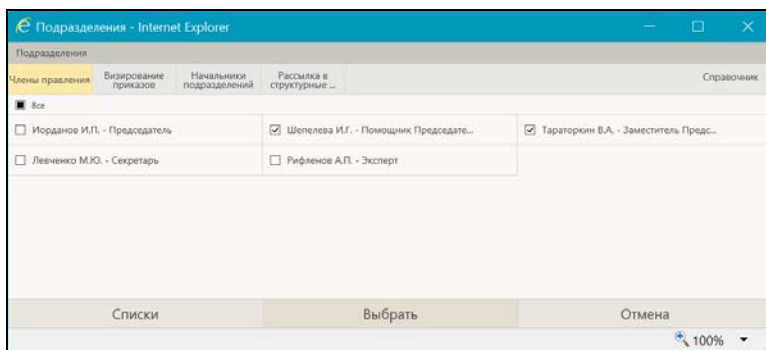 Подразделения - Internet Explorer
Подразделения
Члены правления Визирование приказов Начальники подразделений Рассылка в структурные ... Справочник
Все
Иорданов И.П. - Председатель Шепелева И.Г. - Помощник Председате... Тараторкин В.А. - Заместитель Предс...
Левченко М.Ю. - Секретарь Рифленов А.П. - Эксперт
Списки Выбрать Отмена
100%